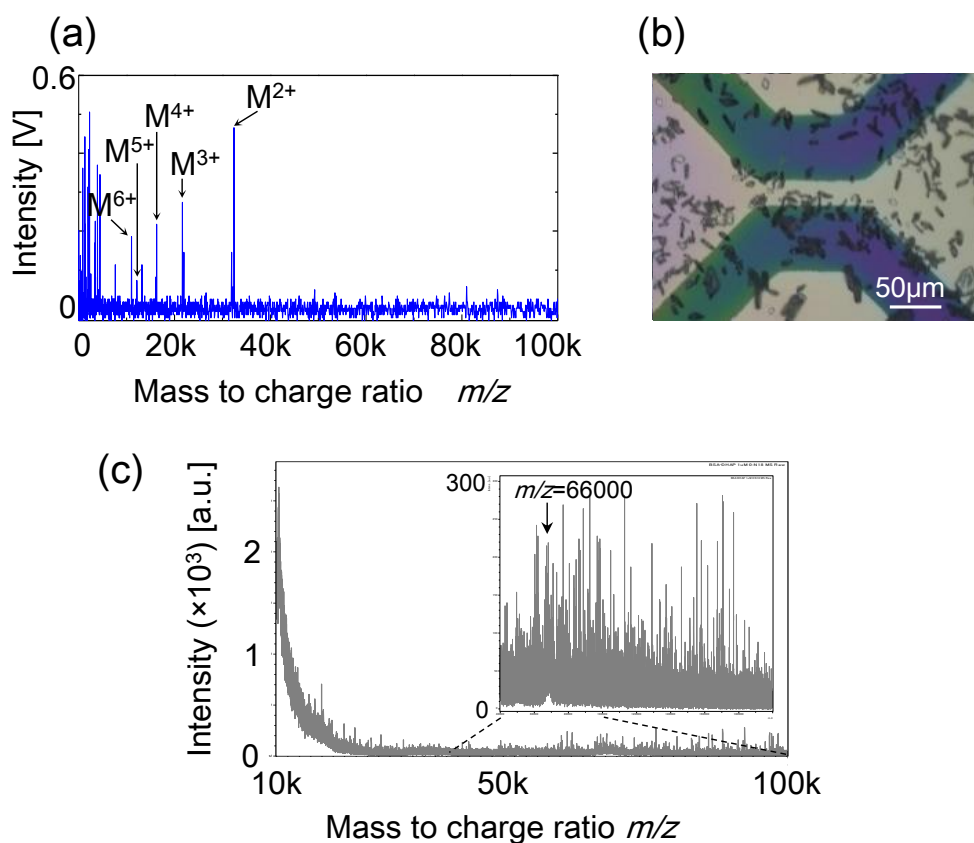 (a)
(b)
0.6
0
Intensity [V]
M6+
M5+
M4+
M3+
M2+
0
20k
40k
60k
80k
100k
Mass to charge ratio m/z
50μm
(c)
Intensity (×10³) [a.u.]
2
1
0
300
0
m/z=66000
10k
50k
100k
Mass to charge ratio m/z